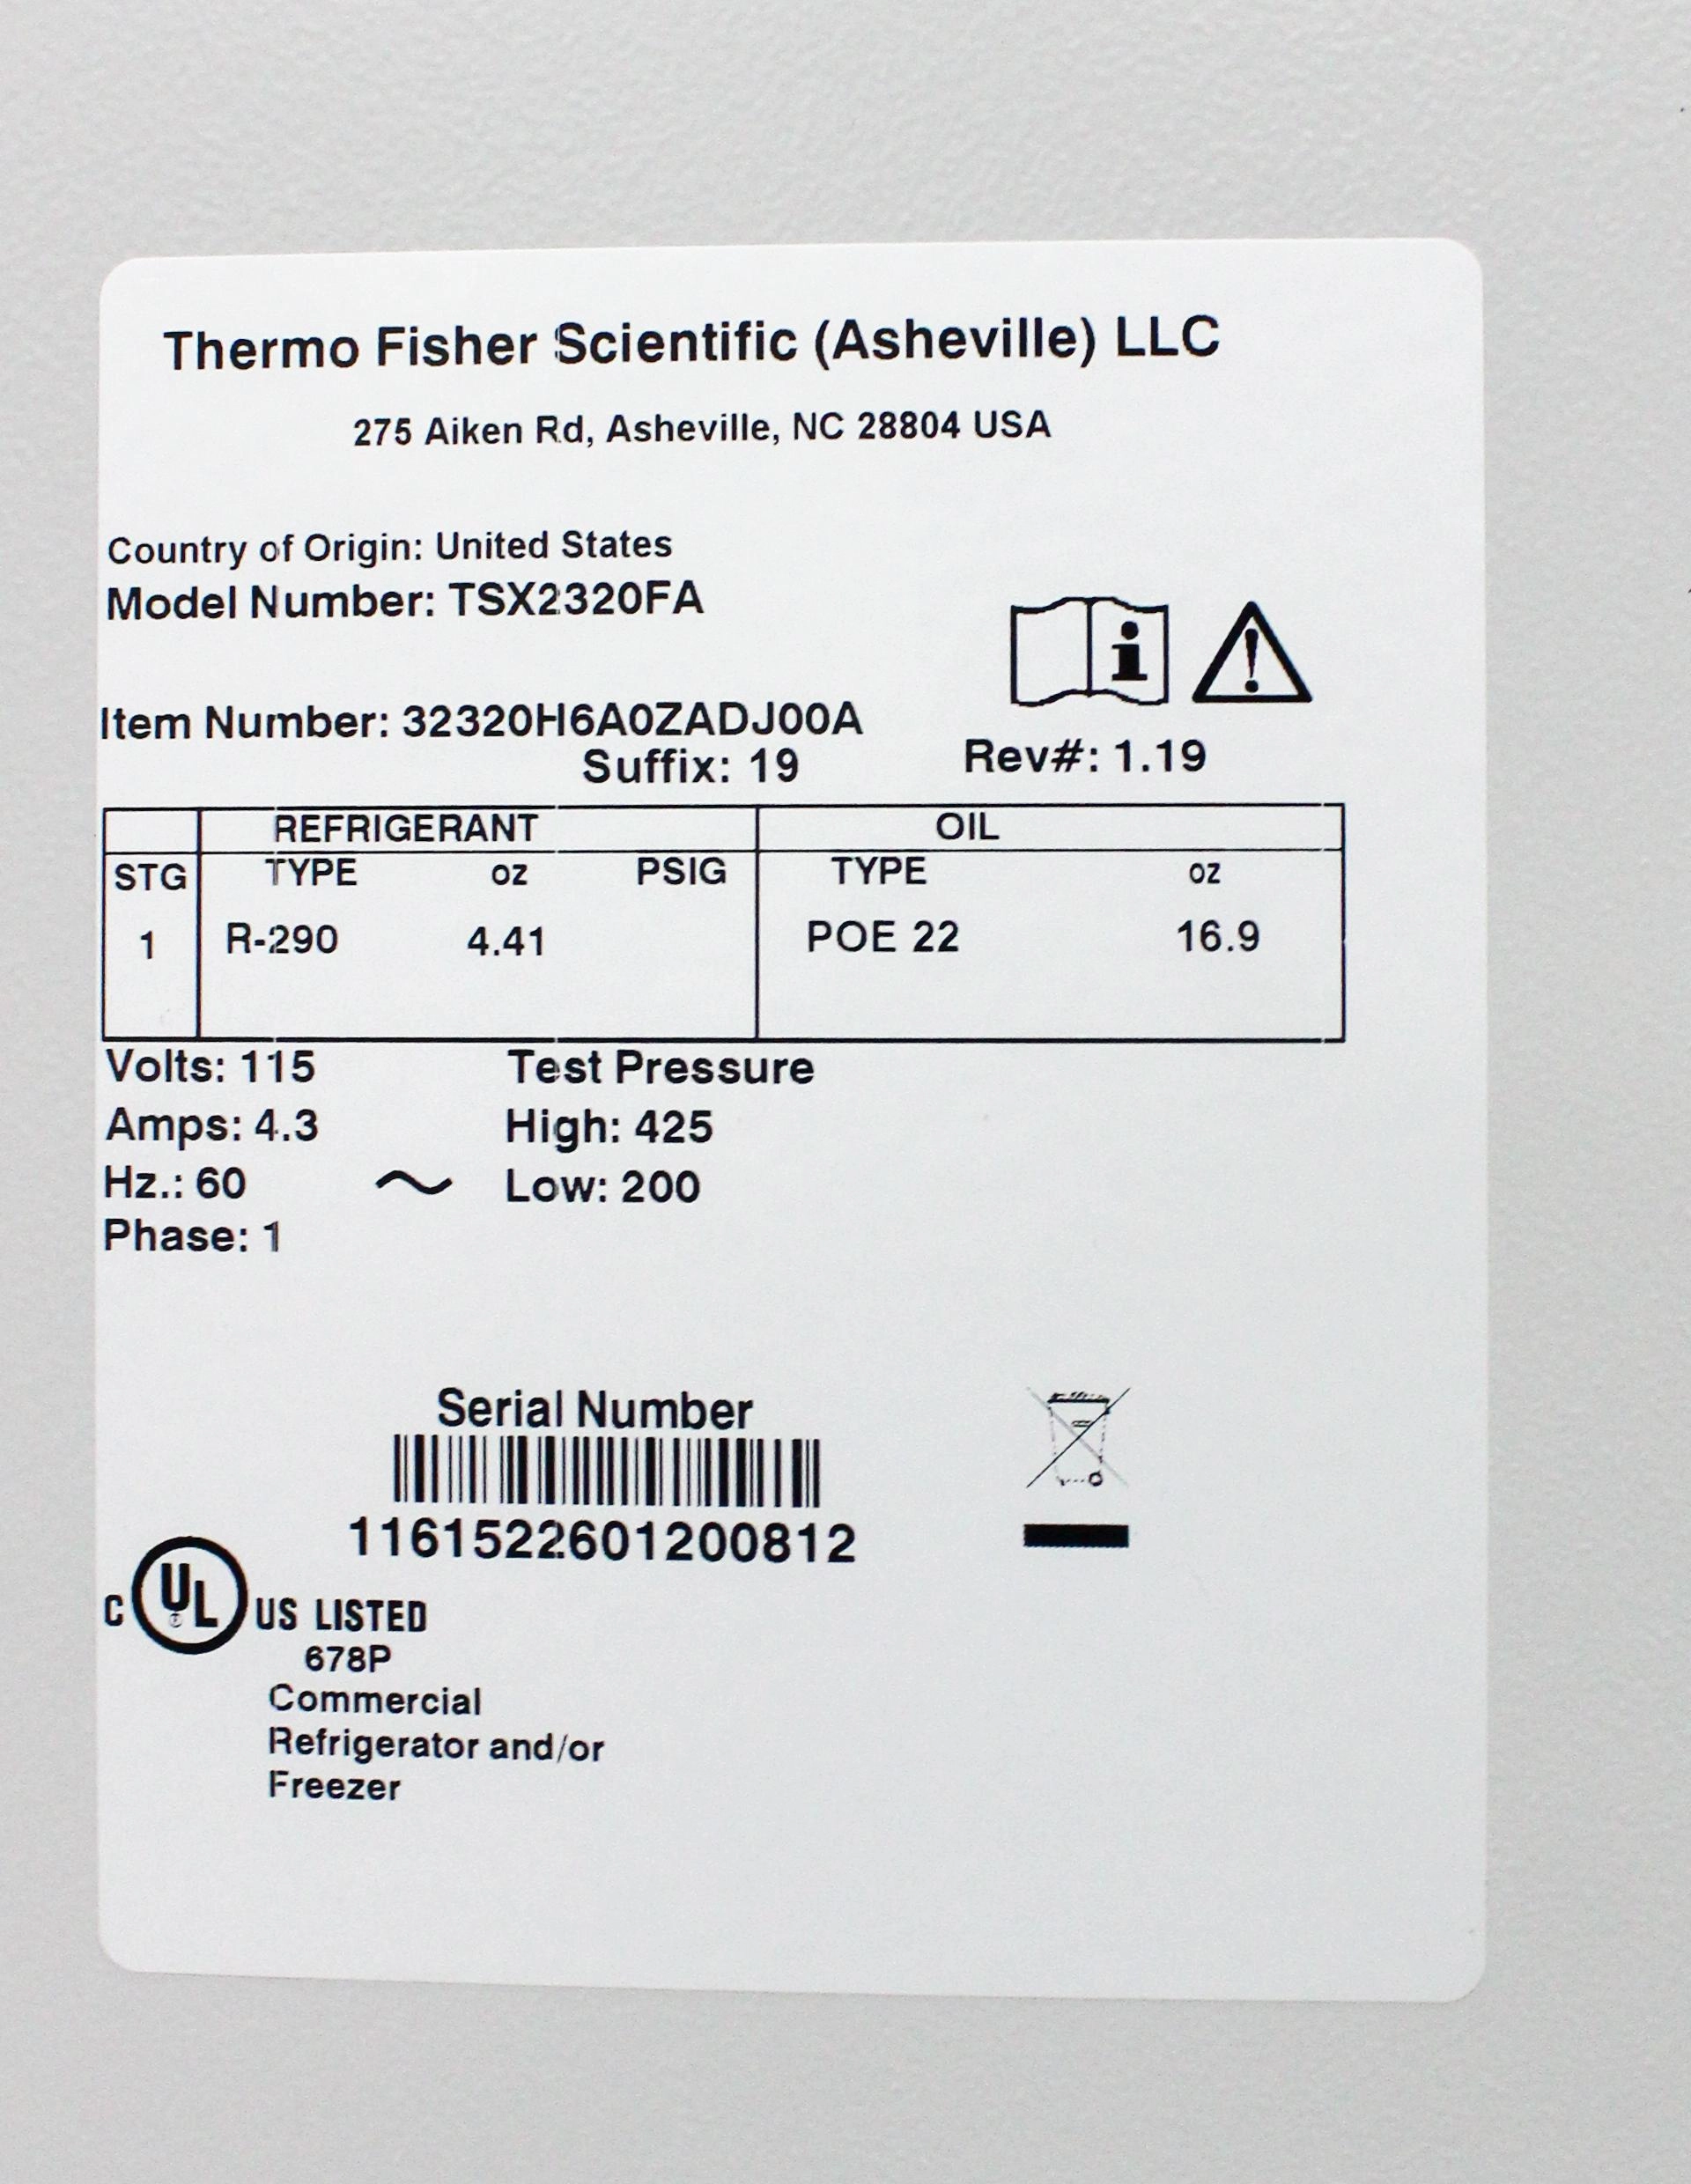 Thermo Fisher Scientific (Asheville) LLC
275 Aiken Rd, Asheville, NC 28804 USA
Country of Origin: United States
Model Number: TSX2320FA
Item Number: 32320H6A0ZADJ00A
Suffix: 19 Rev#: 1.19
REFRIGERANT OIL
STG TYPE oz PSIG TYPE oz
1 R-290 4.41 POE 22 16.9
Volts: 115 Test Pressure
Amps: 4.3 High: 425
Hz.: 60 ~ Low: 200
Phase: 1
Serial Number
1161522601200812
C UL US LISTED
678P
Commercial
Refrigerator and/or
Freezer